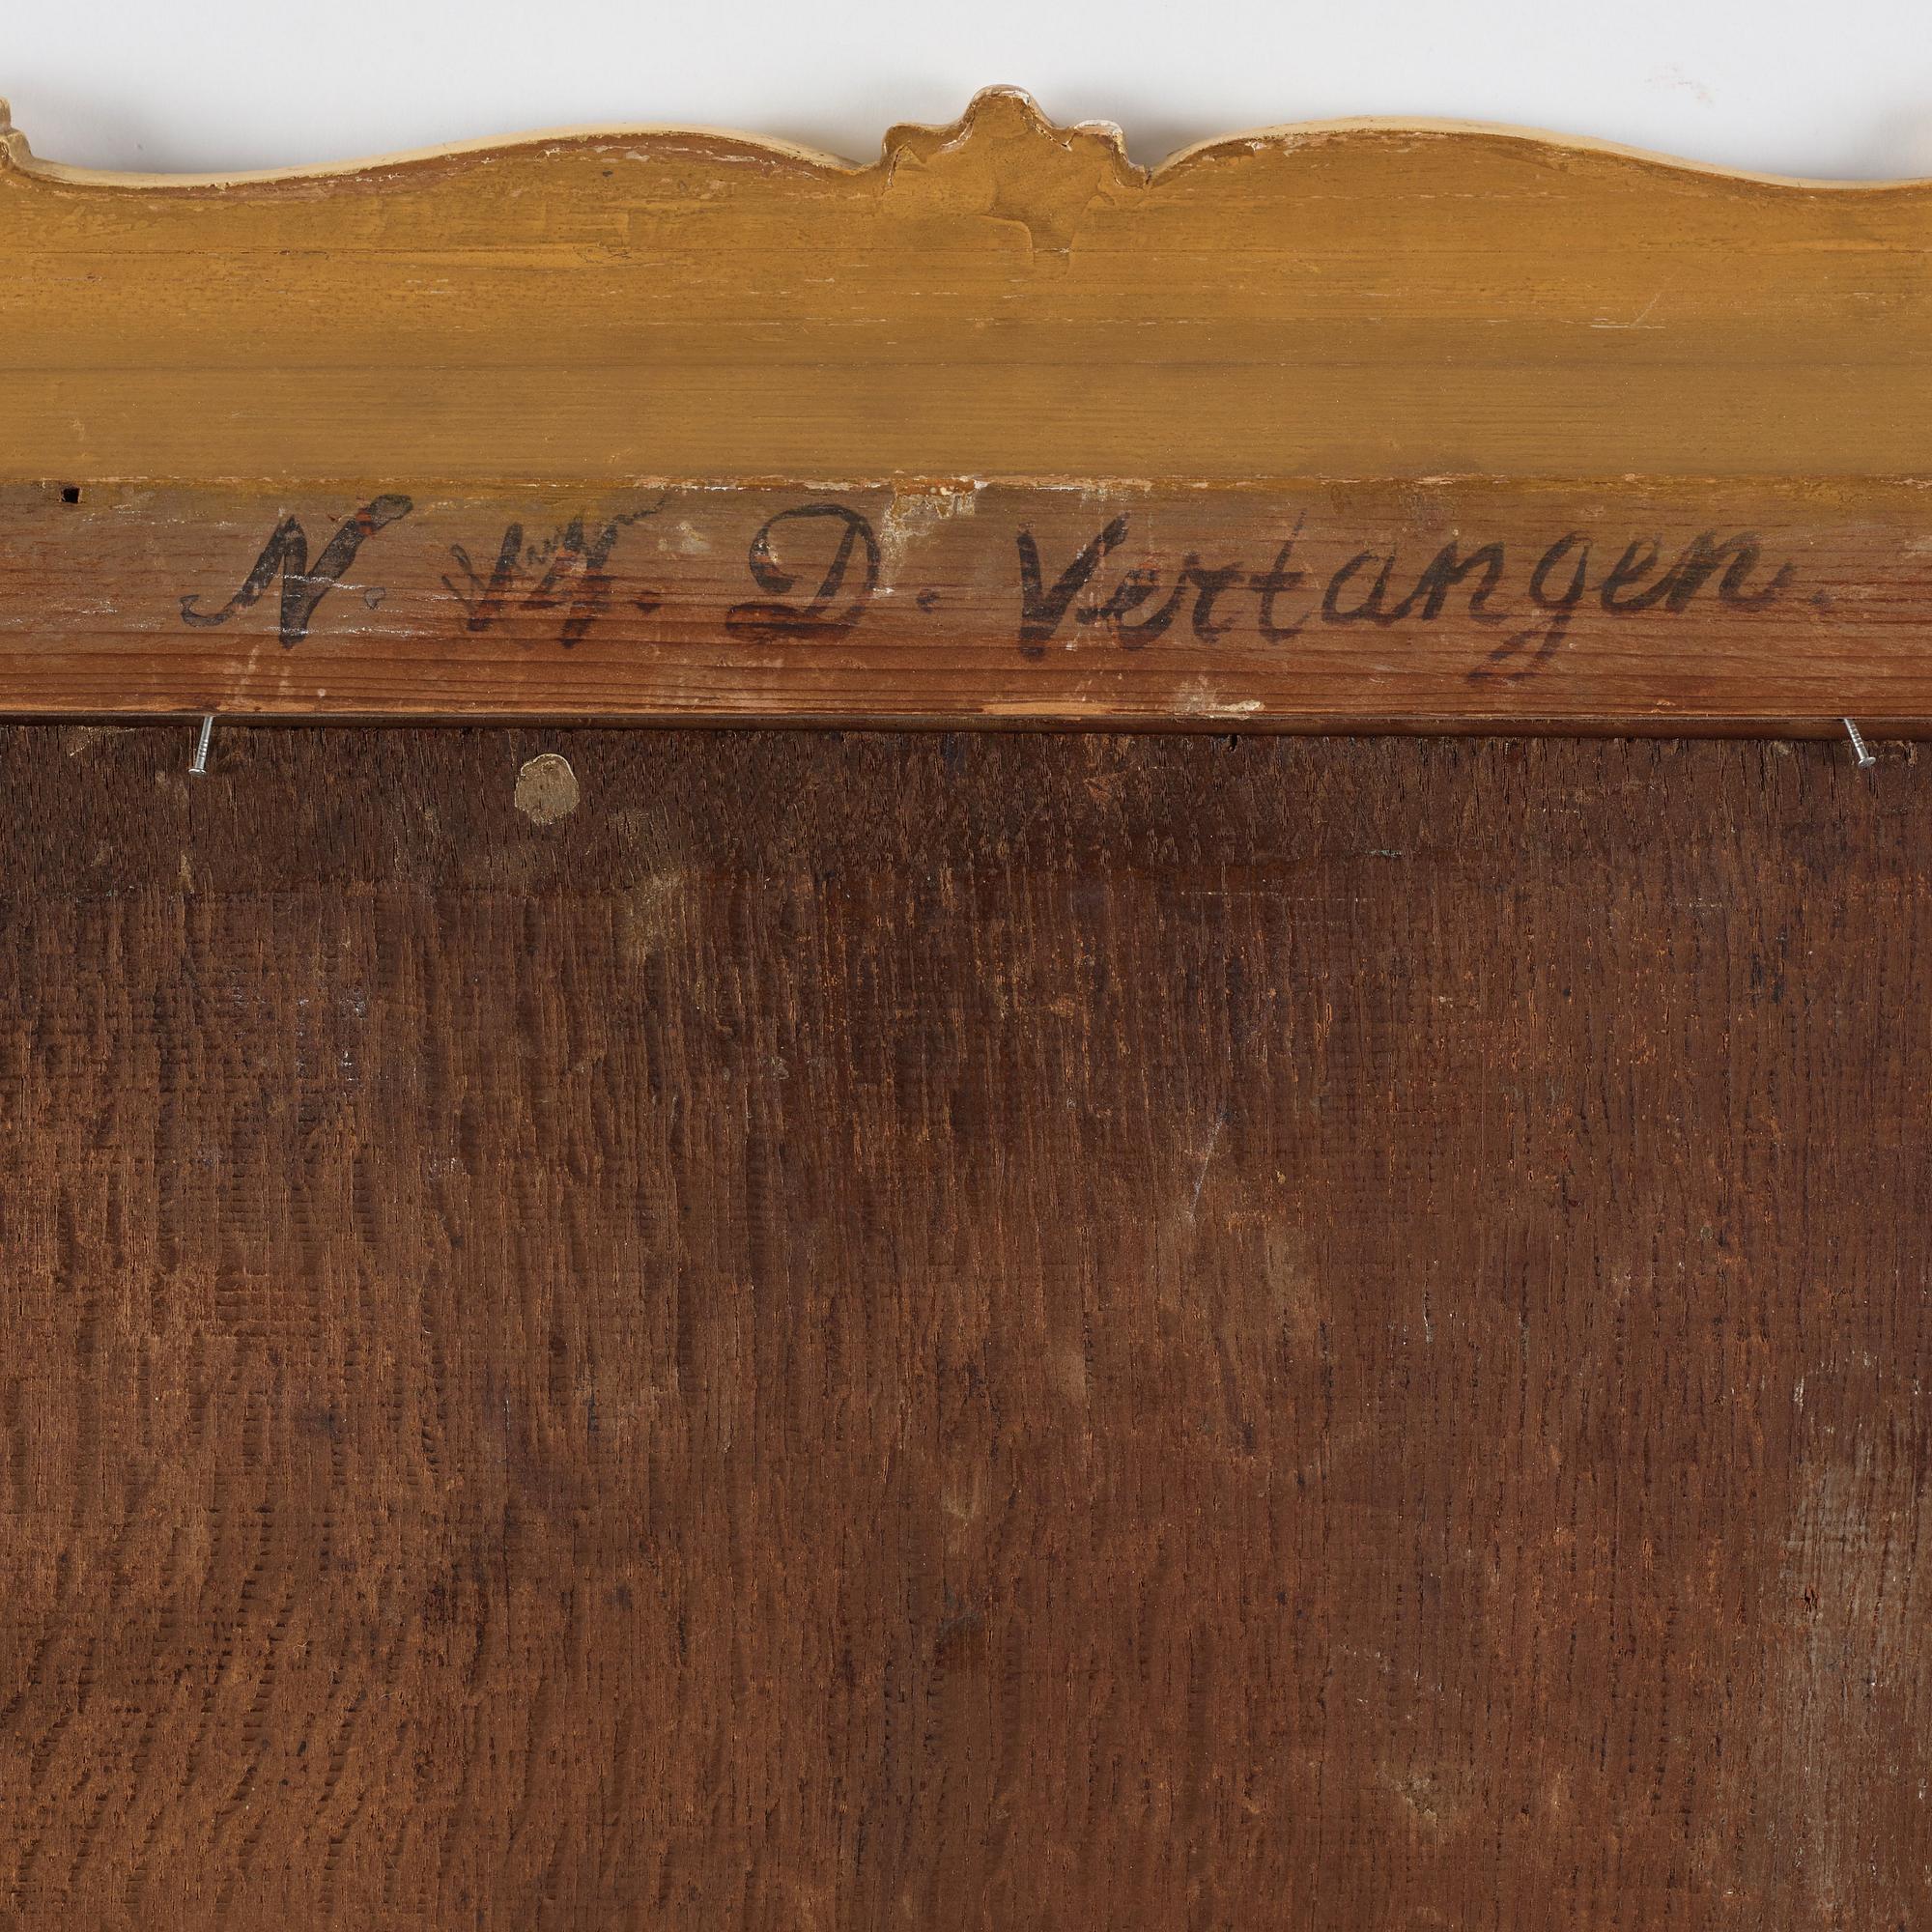 N. D. Vertangen.